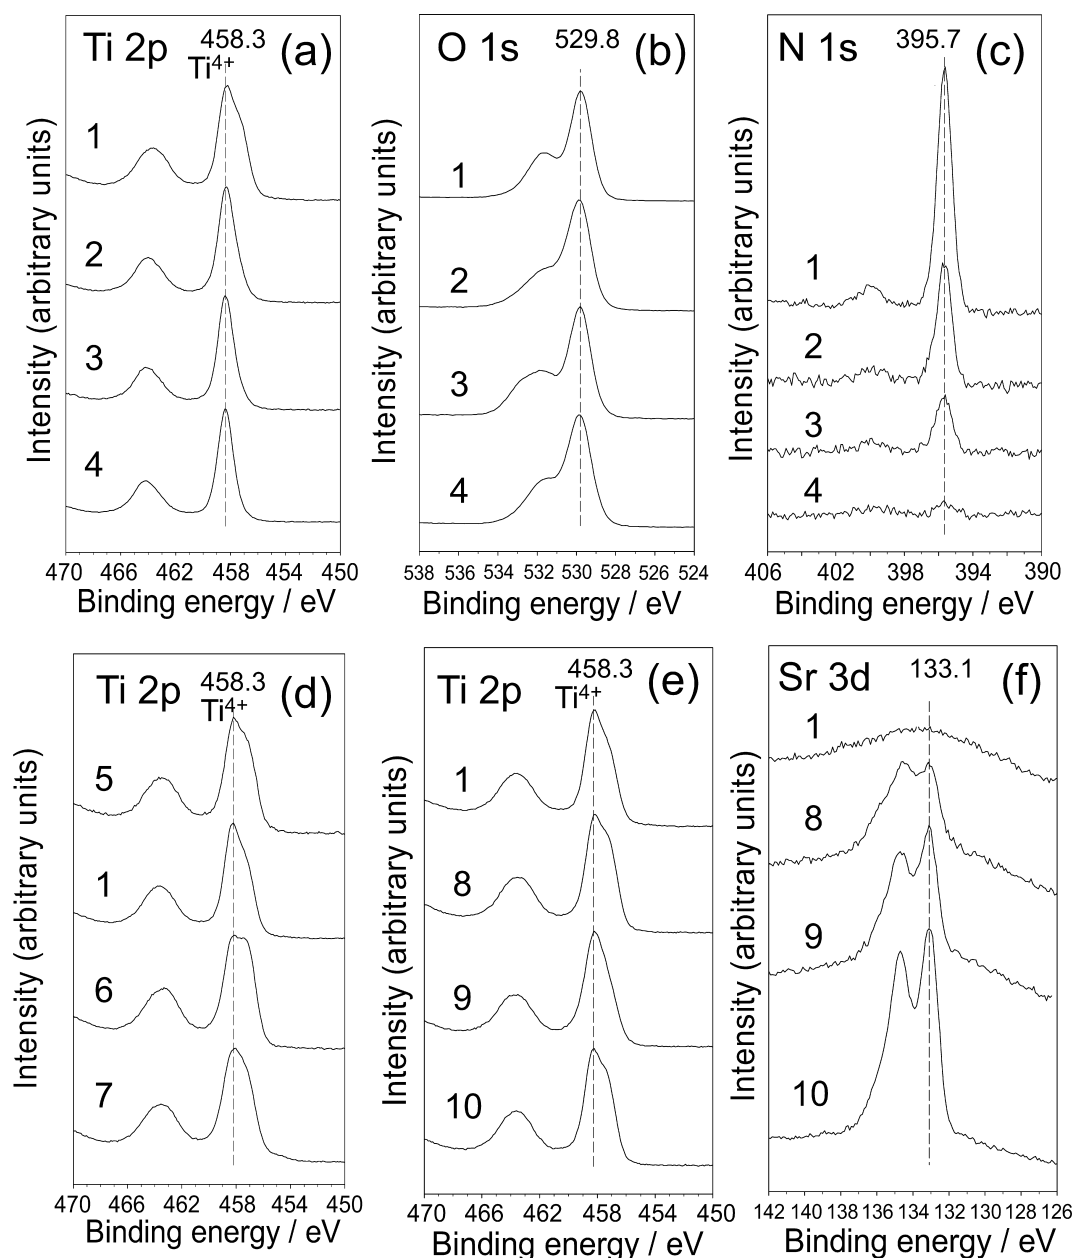 Ti 2p 458.3 (a)
Ti⁴⁺
1
2
3
4
Intensity (arbitrary units)
470 466 462 458 454 450
Binding energy / eV
O 1s 529.8 (b)
1
2
3
4
Intensity (arbitrary units)
538 536 534 532 530 528 526 524
Binding energy / eV
N 1s 395.7 (c)
1
2
3
4
Intensity (arbitrary units)
406 402 398 394 390
Binding energy / eV
Ti 2p 458.3 (d)
Ti⁴⁺
5
1
6
7
Intensity (arbitrary units)
470 466 462 458 454 450
Binding energy / eV
Ti 2p 458.3 (e)
Ti⁴⁺
1
8
9
10
Intensity (arbitrary units)
470 466 462 458 454 450
Binding energy / eV
Sr 3d 133.1 (f)
1
8
9
10
Intensity (arbitrary units)
142 140 138 136 134 132 130 128 126
Binding energy / eV